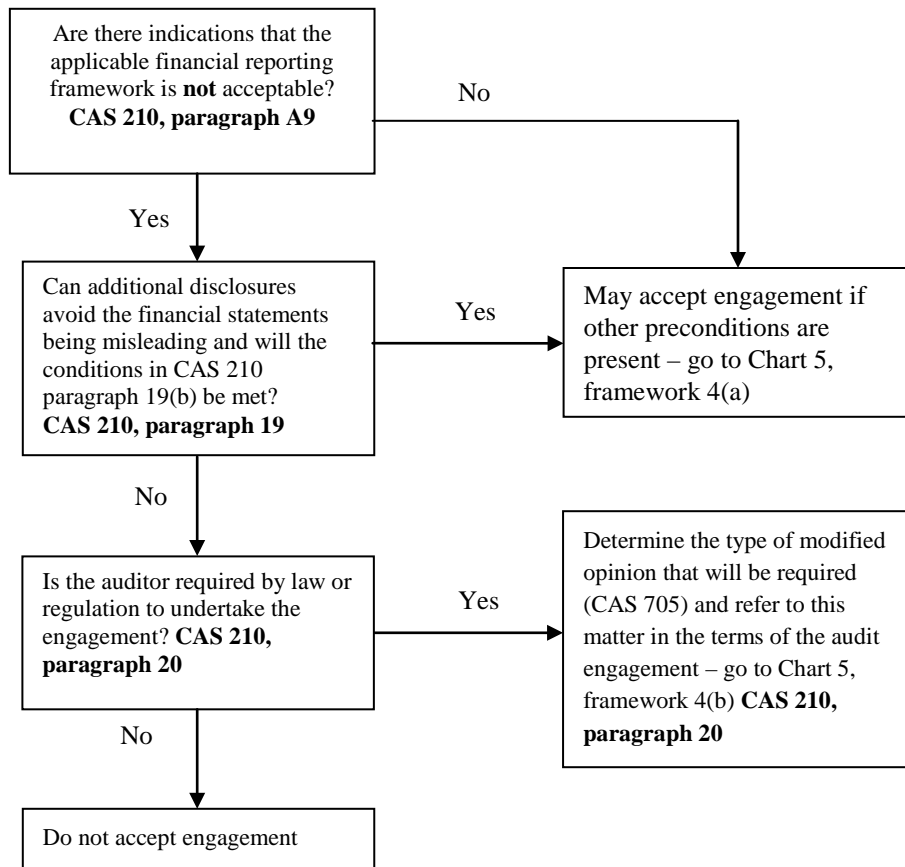 Are there indications that the
applicable financial reporting
framework is not acceptable?
CAS 210, paragraph A9
No
Yes
Can additional disclosures
avoid the financial statements
being misleading and will the
conditions in CAS 210
paragraph 19(b) be met?
CAS 210, paragraph 19
Yes
May accept engagement if
other preconditions are
present – go to Chart 5,
framework 4(a)
No
Is the auditor required by law or
regulation to undertake the
engagement? CAS 210,
paragraph 20
Yes
Determine the type of modified
opinion that will be required
(CAS 705) and refer to this
matter in the terms of the audit
engagement – go to Chart 5,
framework 4(b) CAS 210,
paragraph 20
No
Do not accept engagement